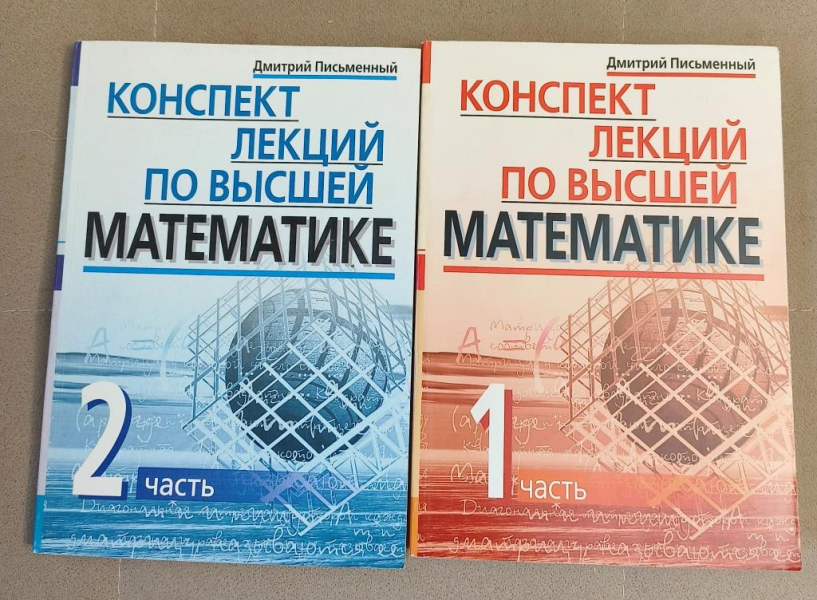 Дмитрий Письменный
КОНСПЕКТ
ЛЕКЦИЙ
ПО ВЫСШЕЙ
МАТЕМАТИКЕ
2
часть
Дмитрий Письменный
КОНСПЕКТ
ЛЕКЦИЙ
ПО ВЫСШЕЙ
МАТЕМАТИКЕ
1
часть